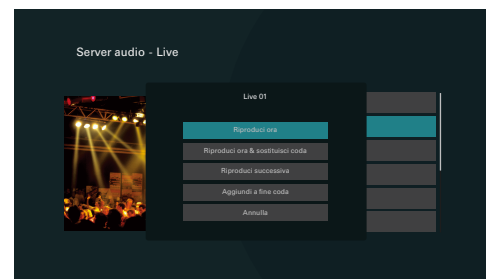 Server audio - Live
Live 01
Riproduci ora
Riproduci ora & sostituisci coda
Riproduci successiva
Aggiundi a fine coda
Annulla